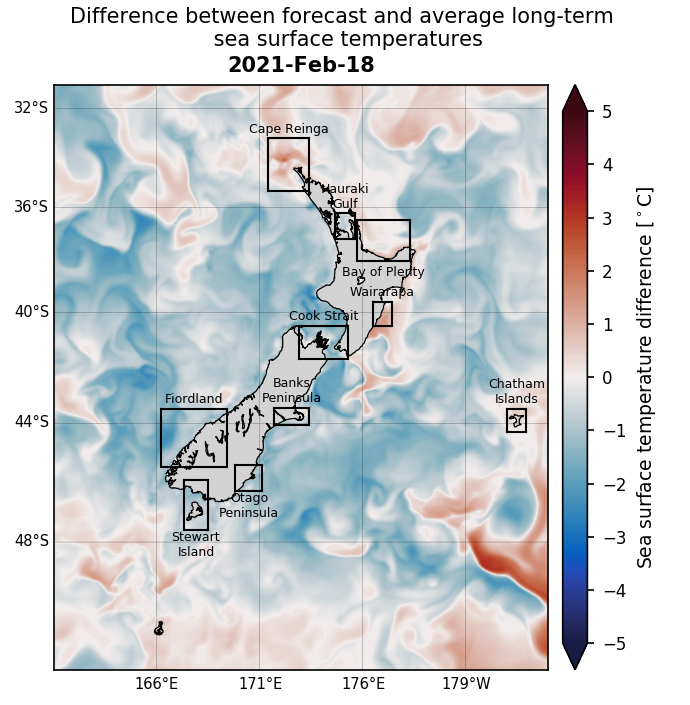 Difference between forecast and average long-term
sea surface temperatures
2021-Feb-18
32°S
36°S
40°S
44°S
48°S
166°E
171°E
176°E
179°W
Cape Reinga
Hauraki
Gulf
Bay of Plenty
Wairarapa
Cook Strait
Banks
Peninsula
Fiordland
Chatham
Islands
Otago
Peninsula
Stewart
Island
5
4
3
2
1
0
−1
−2
−3
−4
−5
Sea surface temperature difference [°C]